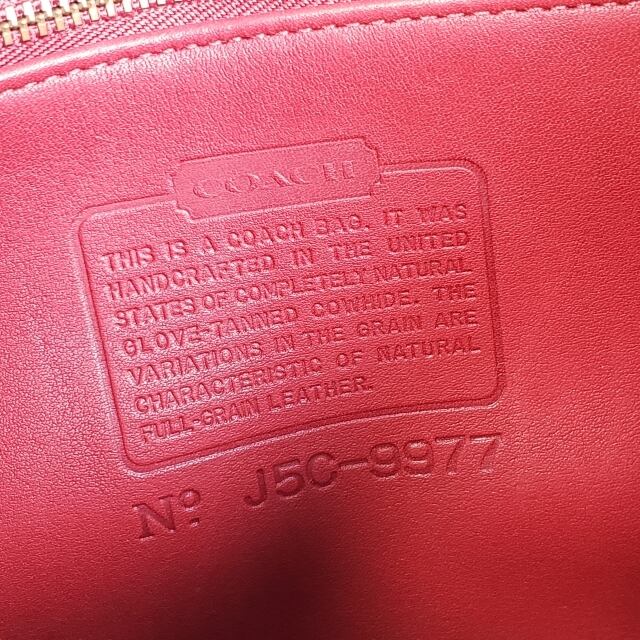 COACH
THIS IS A COACH BAG. IT WAS
HANDCRAFTED IN THE UNITED
STATES OF COMPLETELY NATURAL
GLOVE-TANNED COWHIDE. THE
VARIATIONS IN THE GRAIN ARE
CHARACTERISTIC OF NATURAL
FULL-GRAIN LEATHER.
Nº J5C-9977